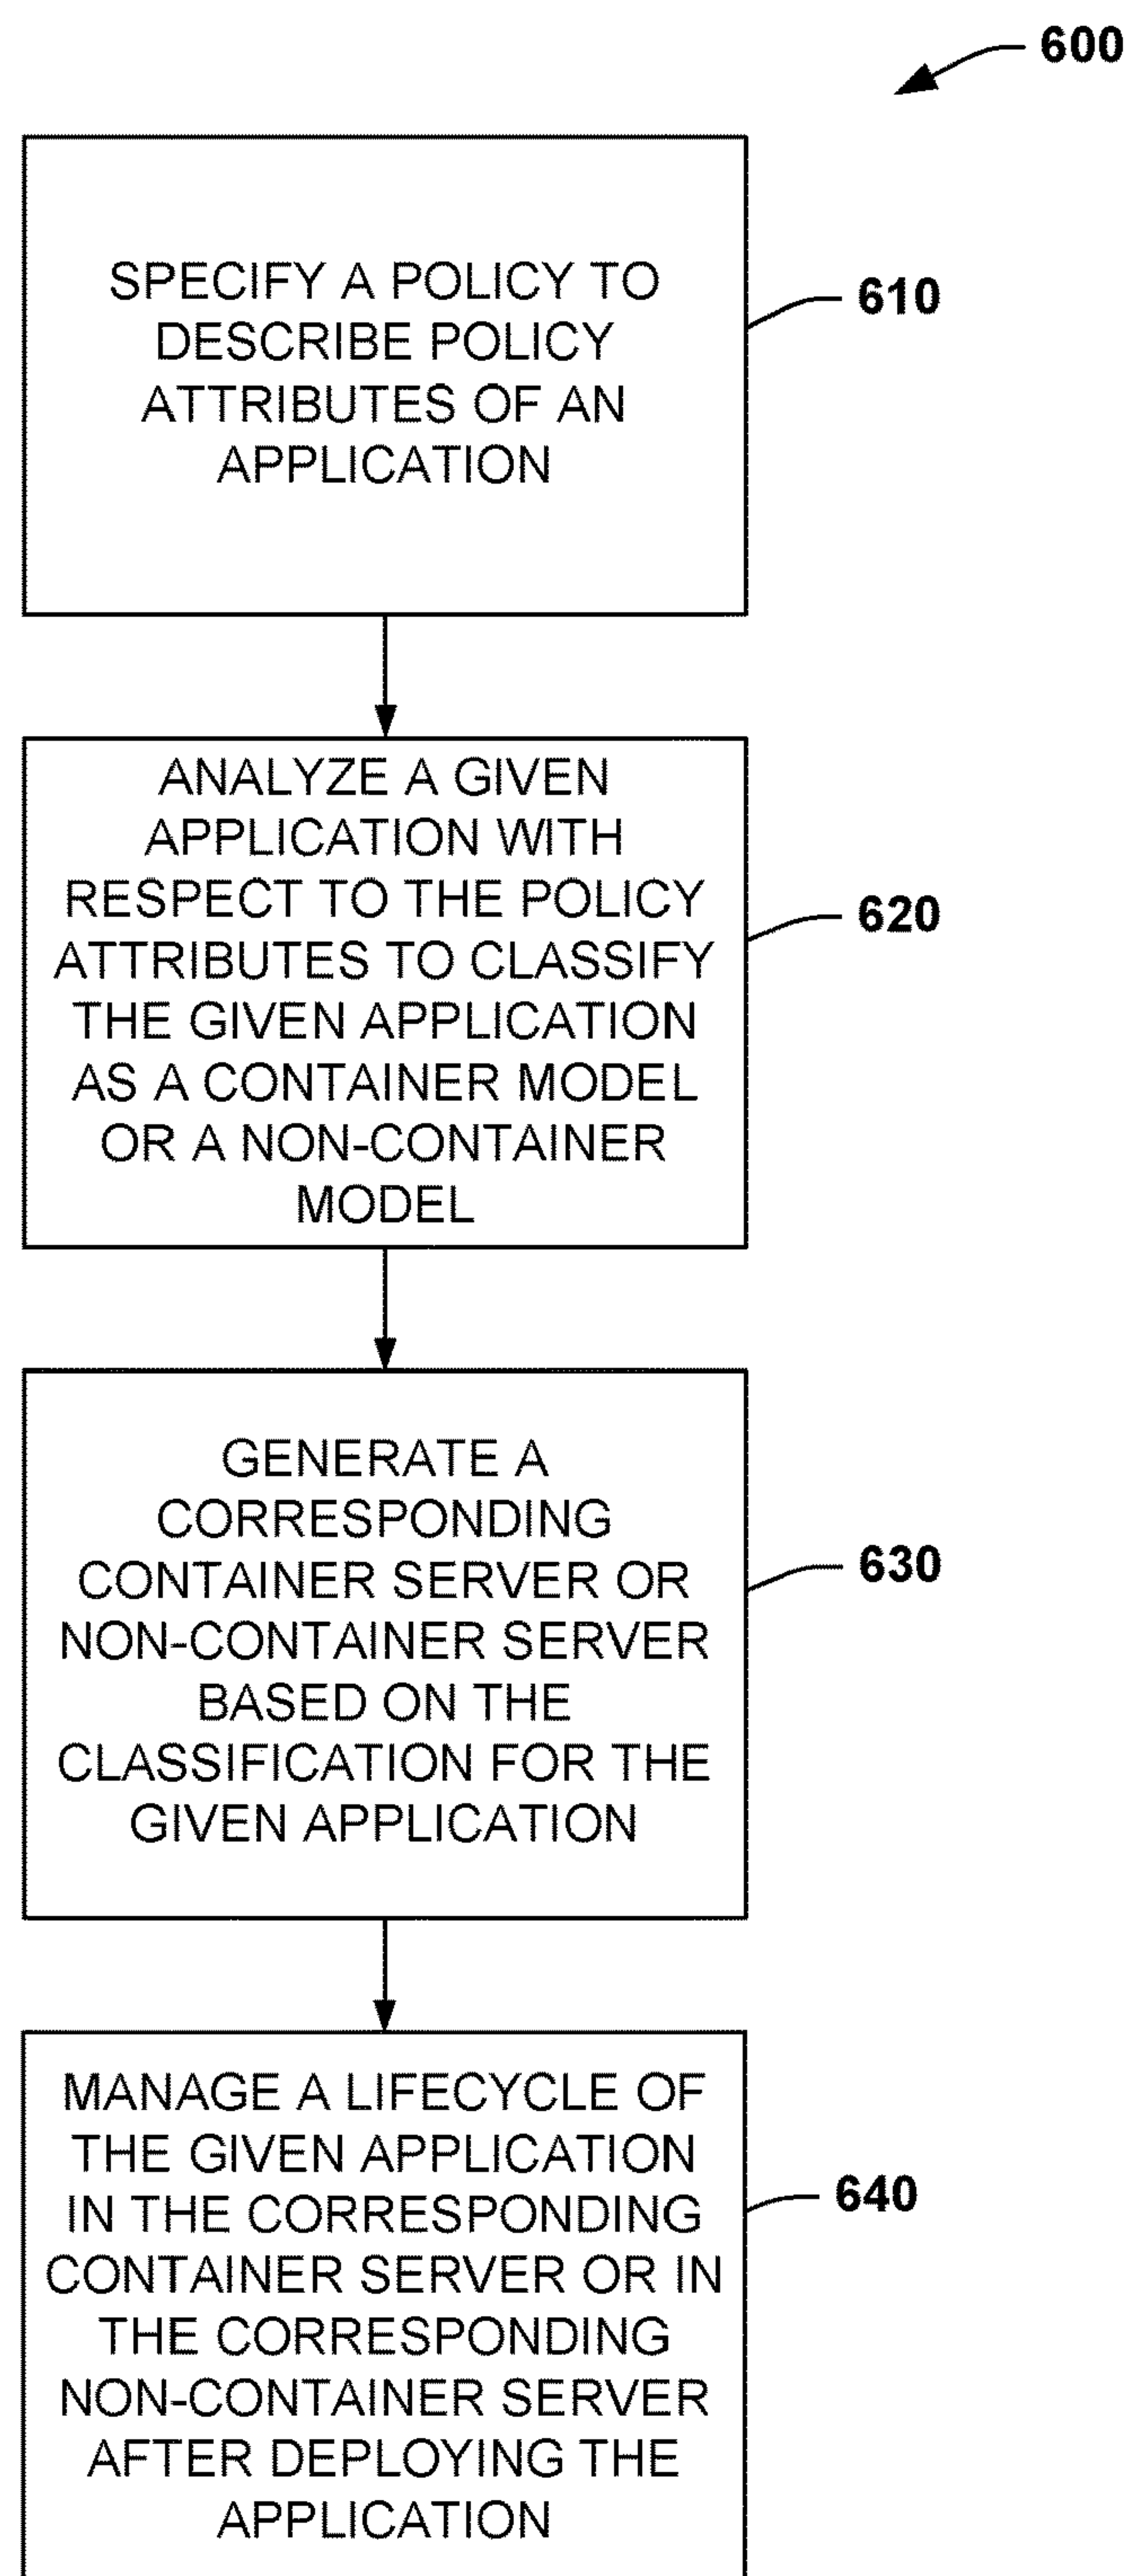 600
SPECIFY A POLICY TO
DESCRIBE POLICY
ATTRIBUTES OF AN
APPLICATION
610
ANALYZE A GIVEN
APPLICATION WITH
RESPECT TO THE POLICY
ATTRIBUTES TO CLASSIFY
THE GIVEN APPLICATION
AS A CONTAINER MODEL
OR A NON-CONTAINER
MODEL
620
GENERATE A
CORRESPONDING
CONTAINER SERVER OR
NON-CONTAINER SERVER
BASED ON THE
CLASSIFICATION FOR THE
GIVEN APPLICATION
630
MANAGE A LIFECYCLE OF
THE GIVEN APPLICATION
IN THE CORRESPONDING
CONTAINER SERVER OR IN
THE CORRESPONDING
NON-CONTAINER SERVER
AFTER DEPLOYING THE
APPLICATION
640